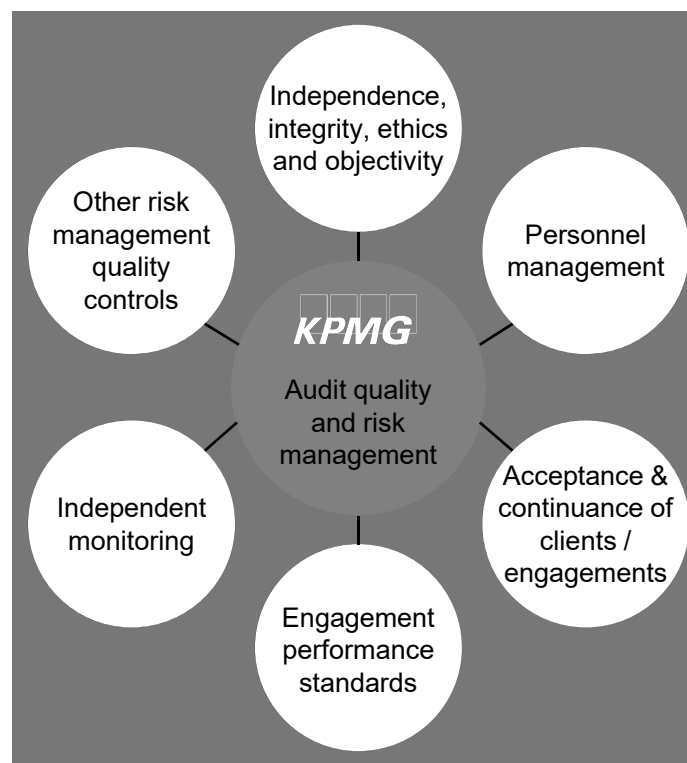 Independence,
integrity, ethics
and objectivity
Other risk
management
quality
controls
Personnel
management
KPMG
Audit quality
and risk
management
Independent
monitoring
Acceptance &
continuance of
clients /
engagements
Engagement
performance
standards